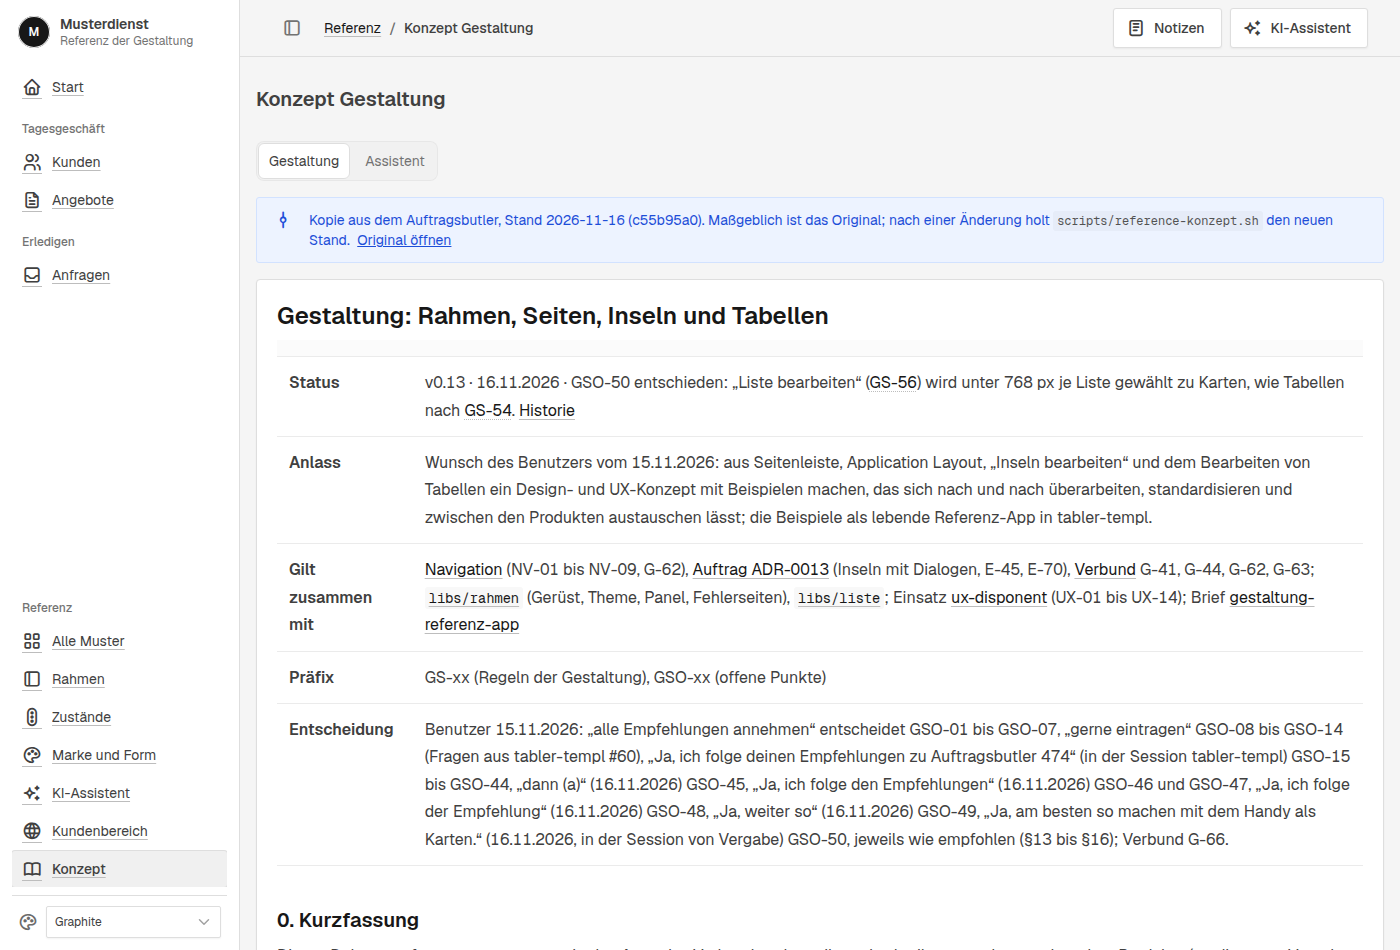 M
Musterdienst
Referenz der Gestaltung
Start
Tagesgeschäft
Kunden
Angebote
Erledigen
Anfragen
Referenz
Alle Muster
Rahmen
Zustände
Marke und Form
KI-Assistent
Kundenbereich
Konzept
Graphite
Referenz / Konzept Gestaltung
Notizen
KI-Assistent
Konzept Gestaltung
Gestaltung
Assistent
Kopie aus dem Auftragsbutler, Stand 2026-11-16 (c55b95a0). Maßgeblich ist das Original; nach einer Änderung holt scripts/reference-konzept.sh den neuen
Stand. Original öffnen
Gestaltung: Rahmen, Seiten, Inseln und Tabellen
Status
v0.13 · 16.11.2026 · GSO-50 entschieden: „Liste bearbeiten“ (GS-56) wird unter 768 px je Liste gewählt zu Karten, wie Tabellen
nach GS-54. Historie
Anlass
Wunsch des Benutzers vom 15.11.2026: aus Seitenleiste, Application Layout, „Inseln bearbeiten“ und dem Bearbeiten von
Tabellen ein Design- und UX-Konzept mit Beispielen machen, das sich nach und nach überarbeiten, standardisieren und
zwischen den Produkten austauschen lässt; die Beispiele als lebende Referenz-App in tabler-templ.
Gilt
zusammen
mit
Navigation (NV-01 bis NV-09, G-62), Auftrag ADR-0013 (Inseln mit Dialogen, E-45, E-70), Verbund G-41, G-44, G-62, G-63;
libs/rahmen (Gerüst, Theme, Panel, Fehlerseiten), libs/liste ; Einsatz ux-disponent (UX-01 bis UX-14); Brief gestaltung-
referenz-app
Präfix
GS-xx (Regeln der Gestaltung), GSO-xx (offene Punkte)
Entscheidung
Benutzer 15.11.2026: „alle Empfehlungen annehmen“ entscheidet GSO-01 bis GSO-07, „gerne eintragen“ GSO-08 bis GSO-14
(Fragen aus tabler-templ #60), „Ja, ich folge deinen Empfehlungen zu Auftragsbutler 474“ (in der Session tabler-templ) GSO-15
bis GSO-44, „dann (a)“ (16.11.2026) GSO-45, „Ja, ich folge den Empfehlungen“ (16.11.2026) GSO-46 und GSO-47, „Ja, ich folge
der Empfehlung“ (16.11.2026) GSO-48, „Ja, weiter so“ (16.11.2026) GSO-49, „Ja, am besten so machen mit dem Handy als
Karten.“ (16.11.2026, in der Session von Vergabe) GSO-50, jeweils wie empfohlen (§13 bis §16); Verbund G-66.
0. Kurzfassung